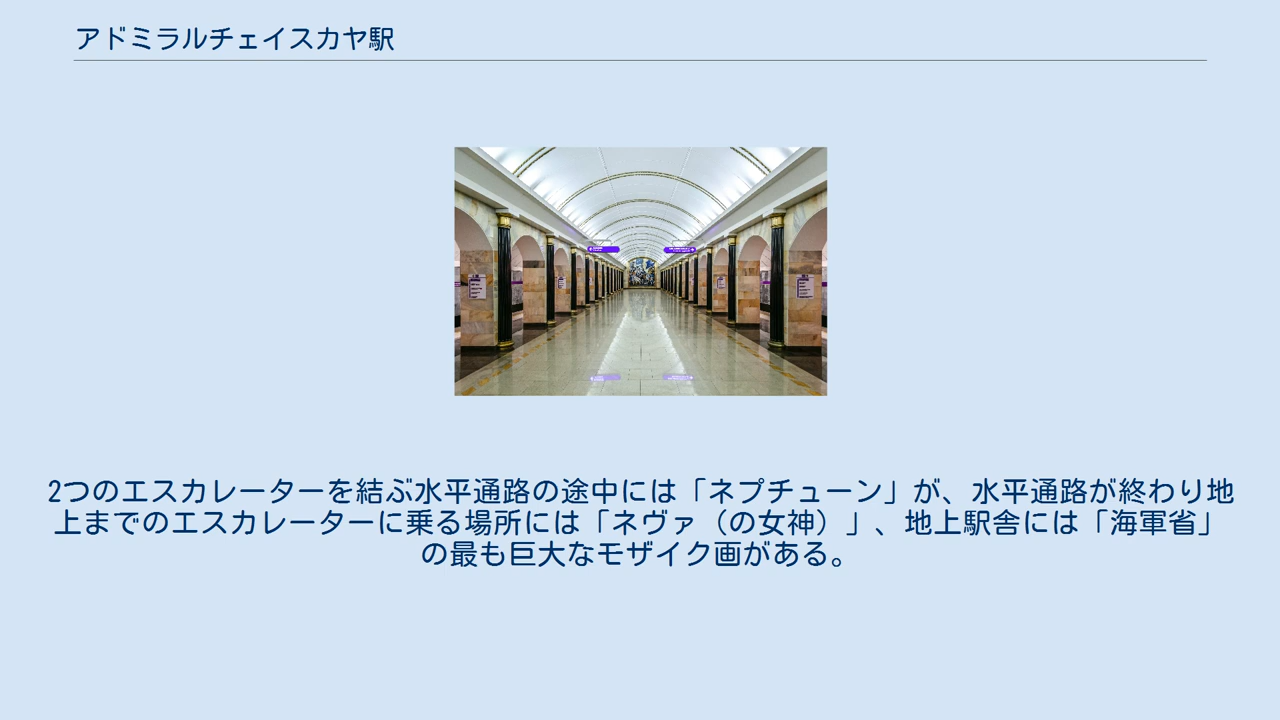 アドミラルチェイスカヤ駅
2つのエスカレーターを結ぶ水平通路の途中には「ネプチューン」が、水平通路が終わり地
上までのエスカレーターに乗る場所には「ネヴァ（の女神）」、地上駅舎には「海軍省」
の最も巨大なモザイク画がある。